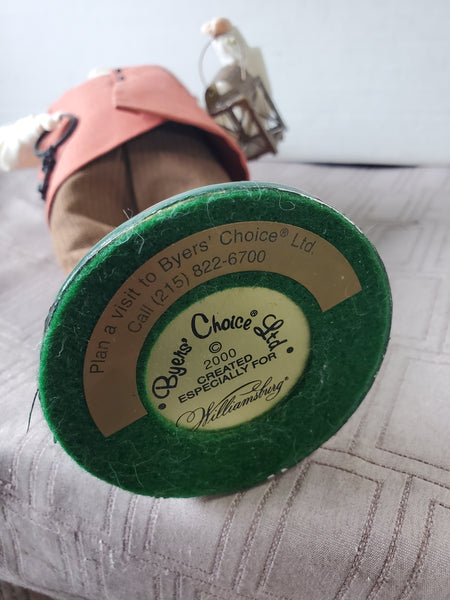 Plan a visit to Byers' Choice® Ltd.
Call (215) 822-6700
• Byers' Choice® Ltd. •
©
2000
CREATED
ESPECIALLY FOR
Williamsburg